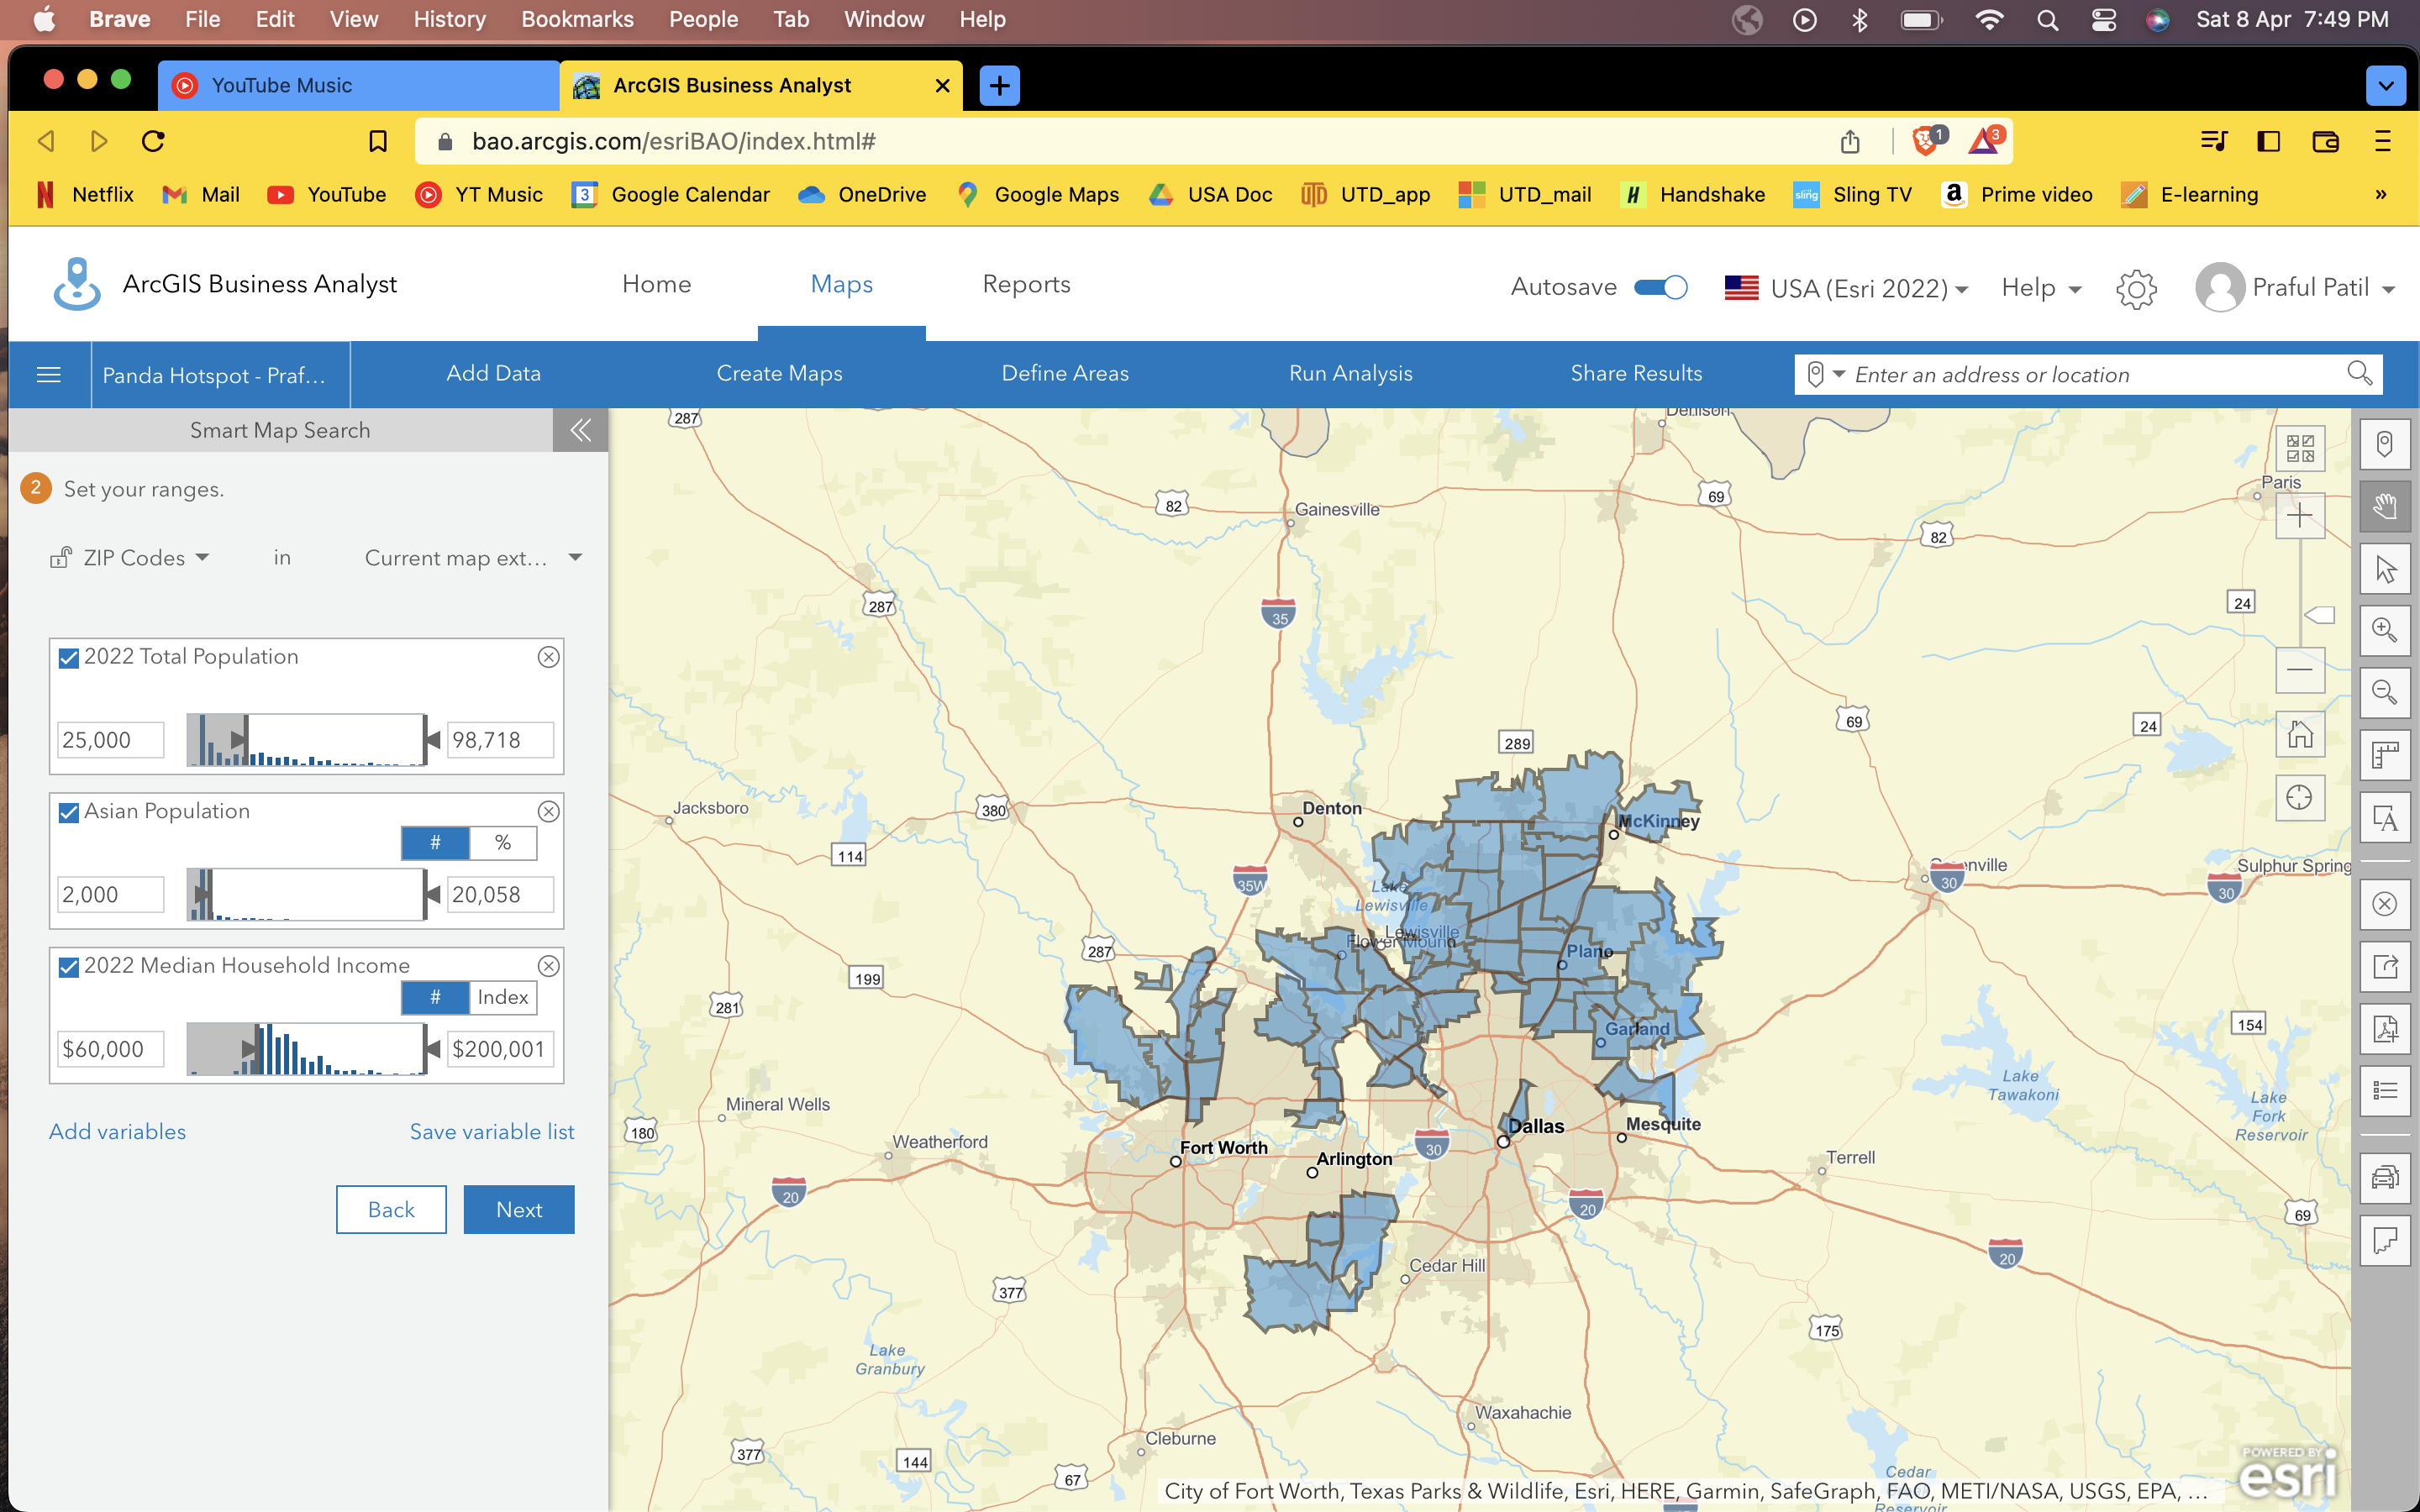 Brave File Edit View History Bookmarks People Tab Window Help Sat 8 Apr 7:49 PM
YouTube Music
ArcGIS Business Analyst
bao.arcgis.com/esriBAO/index.html#
1
3
Netflix
Mail
YouTube
YT Music
3 Google Calendar
OneDrive
Google Maps
USA Doc
UTD_app
UTD_mail
Handshake
sling Sling TV
Prime video
E-learning
»
ArcGIS Business Analyst
Home
Maps
Reports
Autosave
USA (Esri 2022)
Help
Praful Patil
Panda Hotspot - Praf...
Add Data
Create Maps
Define Areas
Run Analysis
Share Results
Enter an address or location
Smart Map Search
2 Set your ranges.
ZIP Codes in Current map ext...
2022 Total Population
25,000
98,718
Asian Population
# %
2,000
20,058
2022 Median Household Income
# Index
$60,000
$200,001
Add variables
Save variable list
Back
Next
287
Denison
Paris
82
Gainesville
69
82
287
35
24
69
24
289
Jacksboro
380
Denton
McKinney
114
35W
Lake
Lewisville
30
Sulphur Spring
30
287
Lewisville
Flower Mound
Plano
199
281
Garland
154
Lake
Tawakoni
Lake
Fork
Reservoir
Mineral Wells
180
Weatherford
Fort Worth
Arlington
30
Dallas
Mesquite
Terrell
20
20
69
20
Cedar Hill
377
175
Lake
Granbury
Waxahachie
Cleburne
377
144
67
Cedar
Reservoir
City of Fort Worth, Texas Parks & Wildlife, Esri, HERE, Garmin, SafeGraph, FAO, METI/NASA, USGS, EPA, ...
POWERED BY
esri